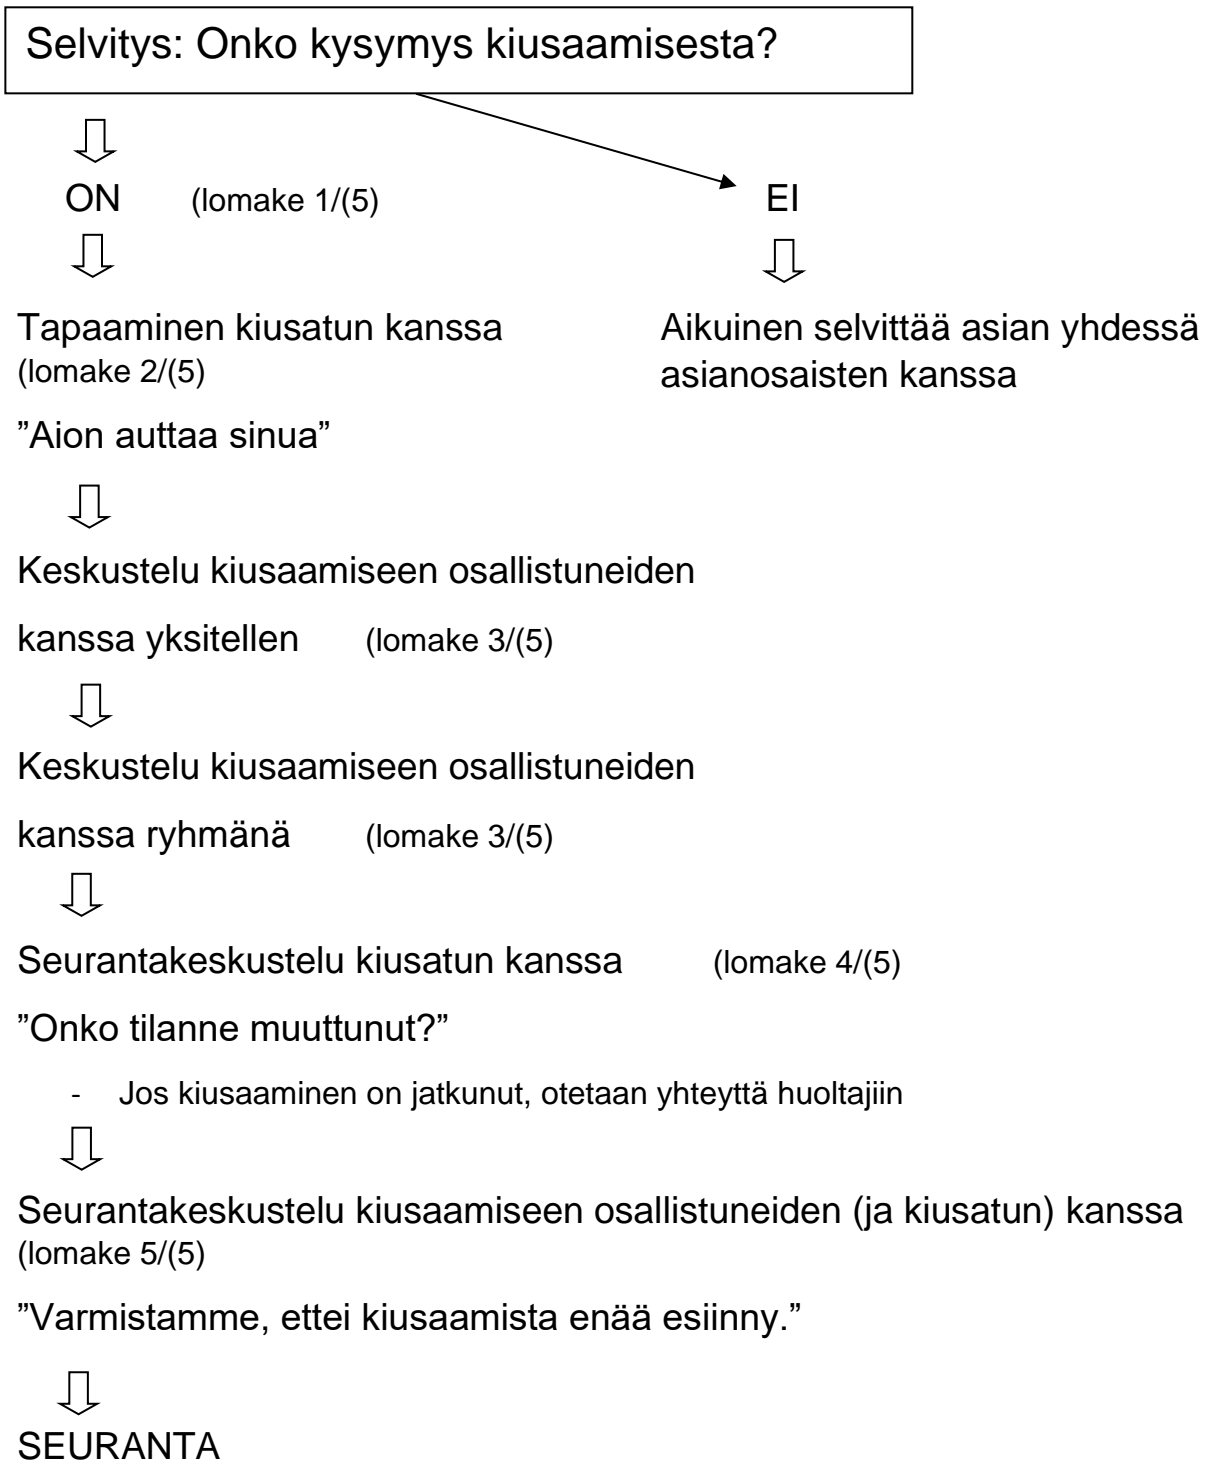 Selvitys: Onko kysymys kiusaamisesta?
ON (lomake 1/(5)
EI
Tapaaminen kiusatun kanssa
(lomake 2/(5)
Aikuinen selvittää asian yhdessä
asianosaisten kanssa
”Aion auttaa sinua”
Keskustelu kiusaamiseen osallistuneiden
kanssa yksitellen (lomake 3/(5)
Keskustelu kiusaamiseen osallistuneiden
kanssa ryhmänä (lomake 3/(5)
Seurantakeskustelu kiusatun kanssa (lomake 4/(5)
”Onko tilanne muuttunut?”
- Jos kiusaaminen on jatkunut, otetaan yhteyttä huoltajiin
Seurantakeskustelu kiusaamiseen osallistuneiden (ja kiusatun) kanssa
(lomake 5/(5)
”Varmistamme, ettei kiusaamista enää esiinny.”
SEURANTA